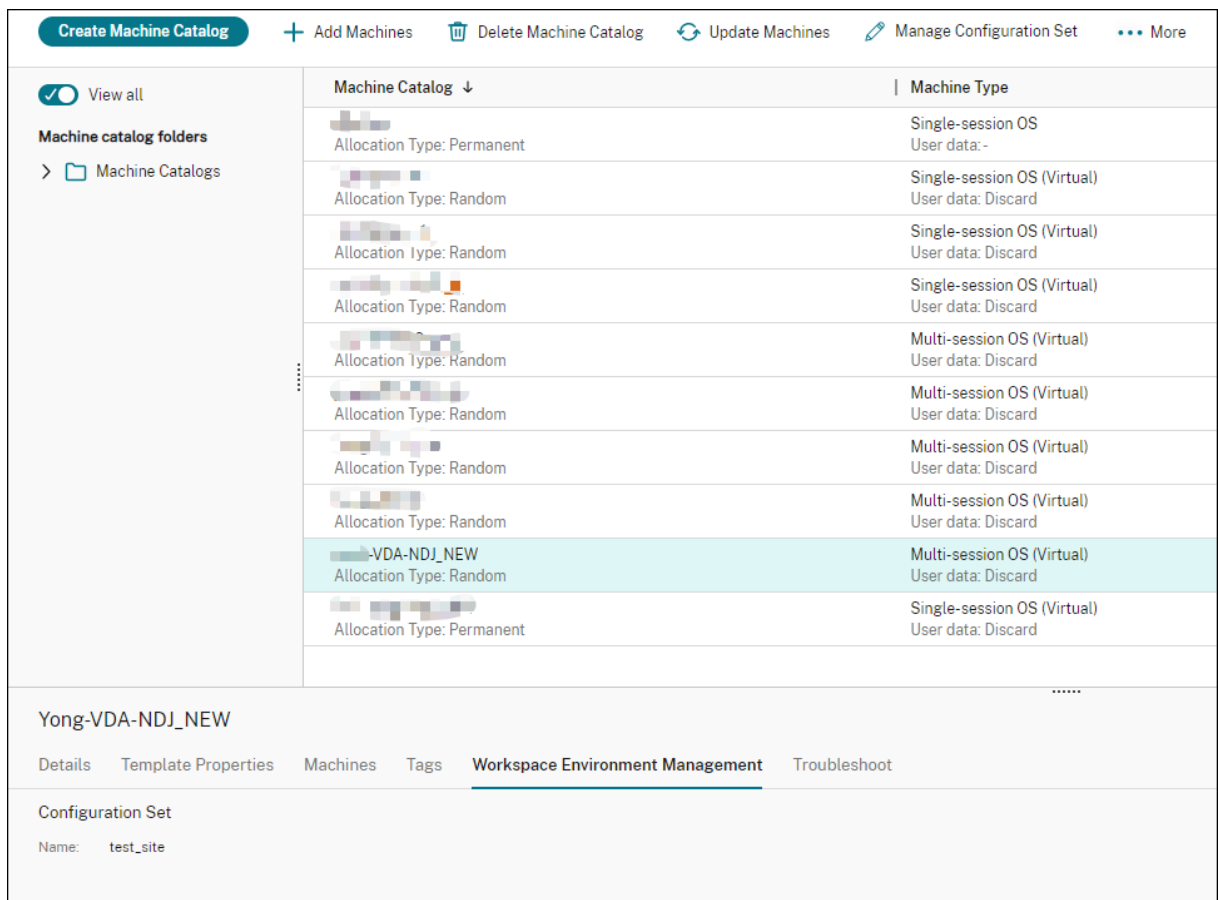 Create Machine Catalog Add Machines Delete Machine Catalog Update Machines Manage Configuration Set ••• More
View all
Machine catalog folders
Machine Catalogs
Machine Catalog ↓ Machine Type
Single-session OS
Allocation Type: Permanent User data:-
Single-session OS (Virtual)
Allocation Type: Random User data: Discard
Single-session OS (Virtual)
Allocation Type: Random User data: Discard
Single-session OS (Virtual)
Allocation Type: Random User data: Discard
Multi-session OS (Virtual)
Allocation Type: Random User data: Discard
Multi-session OS (Virtual)
Allocation Type: Random User data: Discard
Multi-session OS (Virtual)
Allocation Type: Random User data: Discard
Multi-session OS (Virtual)
Allocation Type: Random User data: Discard
-VDA-NDJ_NEW Multi-session OS (Virtual)
Allocation Type: Random User data: Discard
Single-session OS (Virtual)
Allocation Type: Permanent User data: Discard
Yong-VDA-NDJ_NEW
Details Template Properties Machines Tags Workspace Environment Management Troubleshoot
Configuration Set
Name: test_site